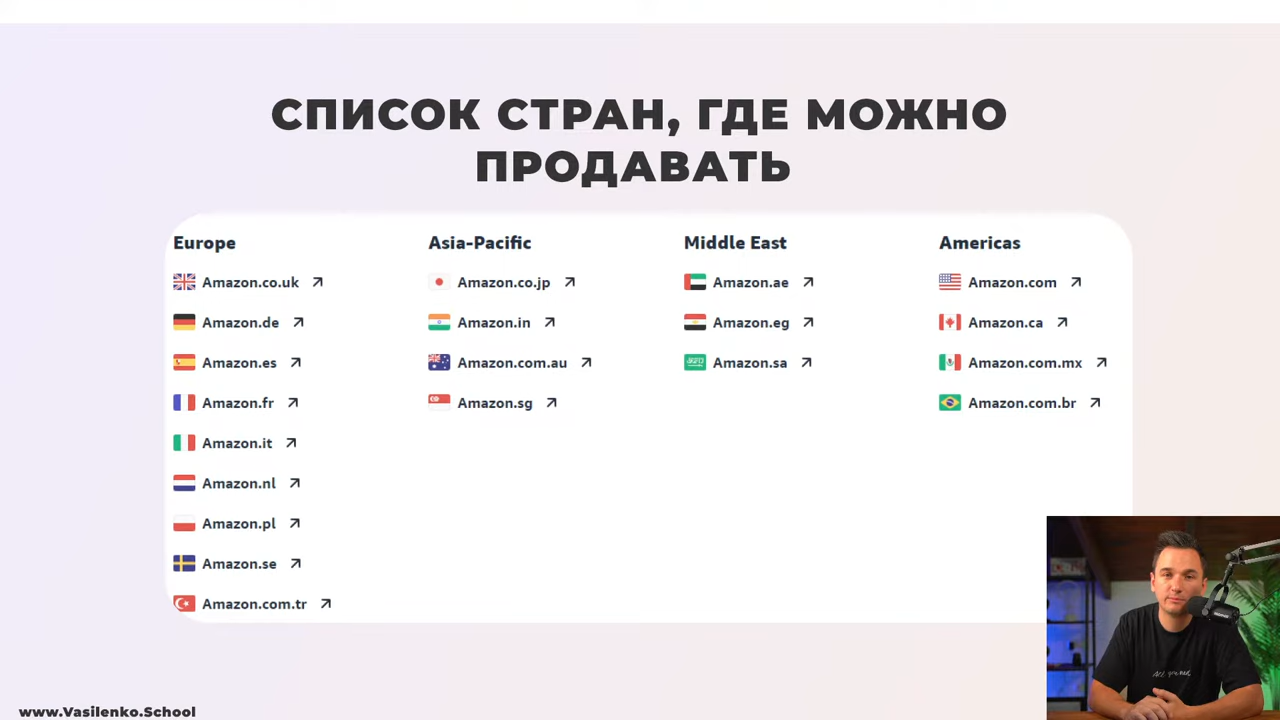 СПИСОК СТРАН, ГДЕ МОЖНО
ПРОДАВАТЬ
Europe
Amazon.co.uk
Amazon.de
Amazon.es
Amazon.fr
Amazon.it
Amazon.nl
Amazon.pl
Amazon.se
Amazon.com.tr
Asia-Pacific
Amazon.co.jp
Amazon.in
Amazon.com.au
Amazon.sg
Middle East
Amazon.ae
Amazon.eg
Amazon.sa
Americas
Amazon.com
Amazon.ca
Amazon.com.mx
Amazon.com.br
www.Vasilenko.School